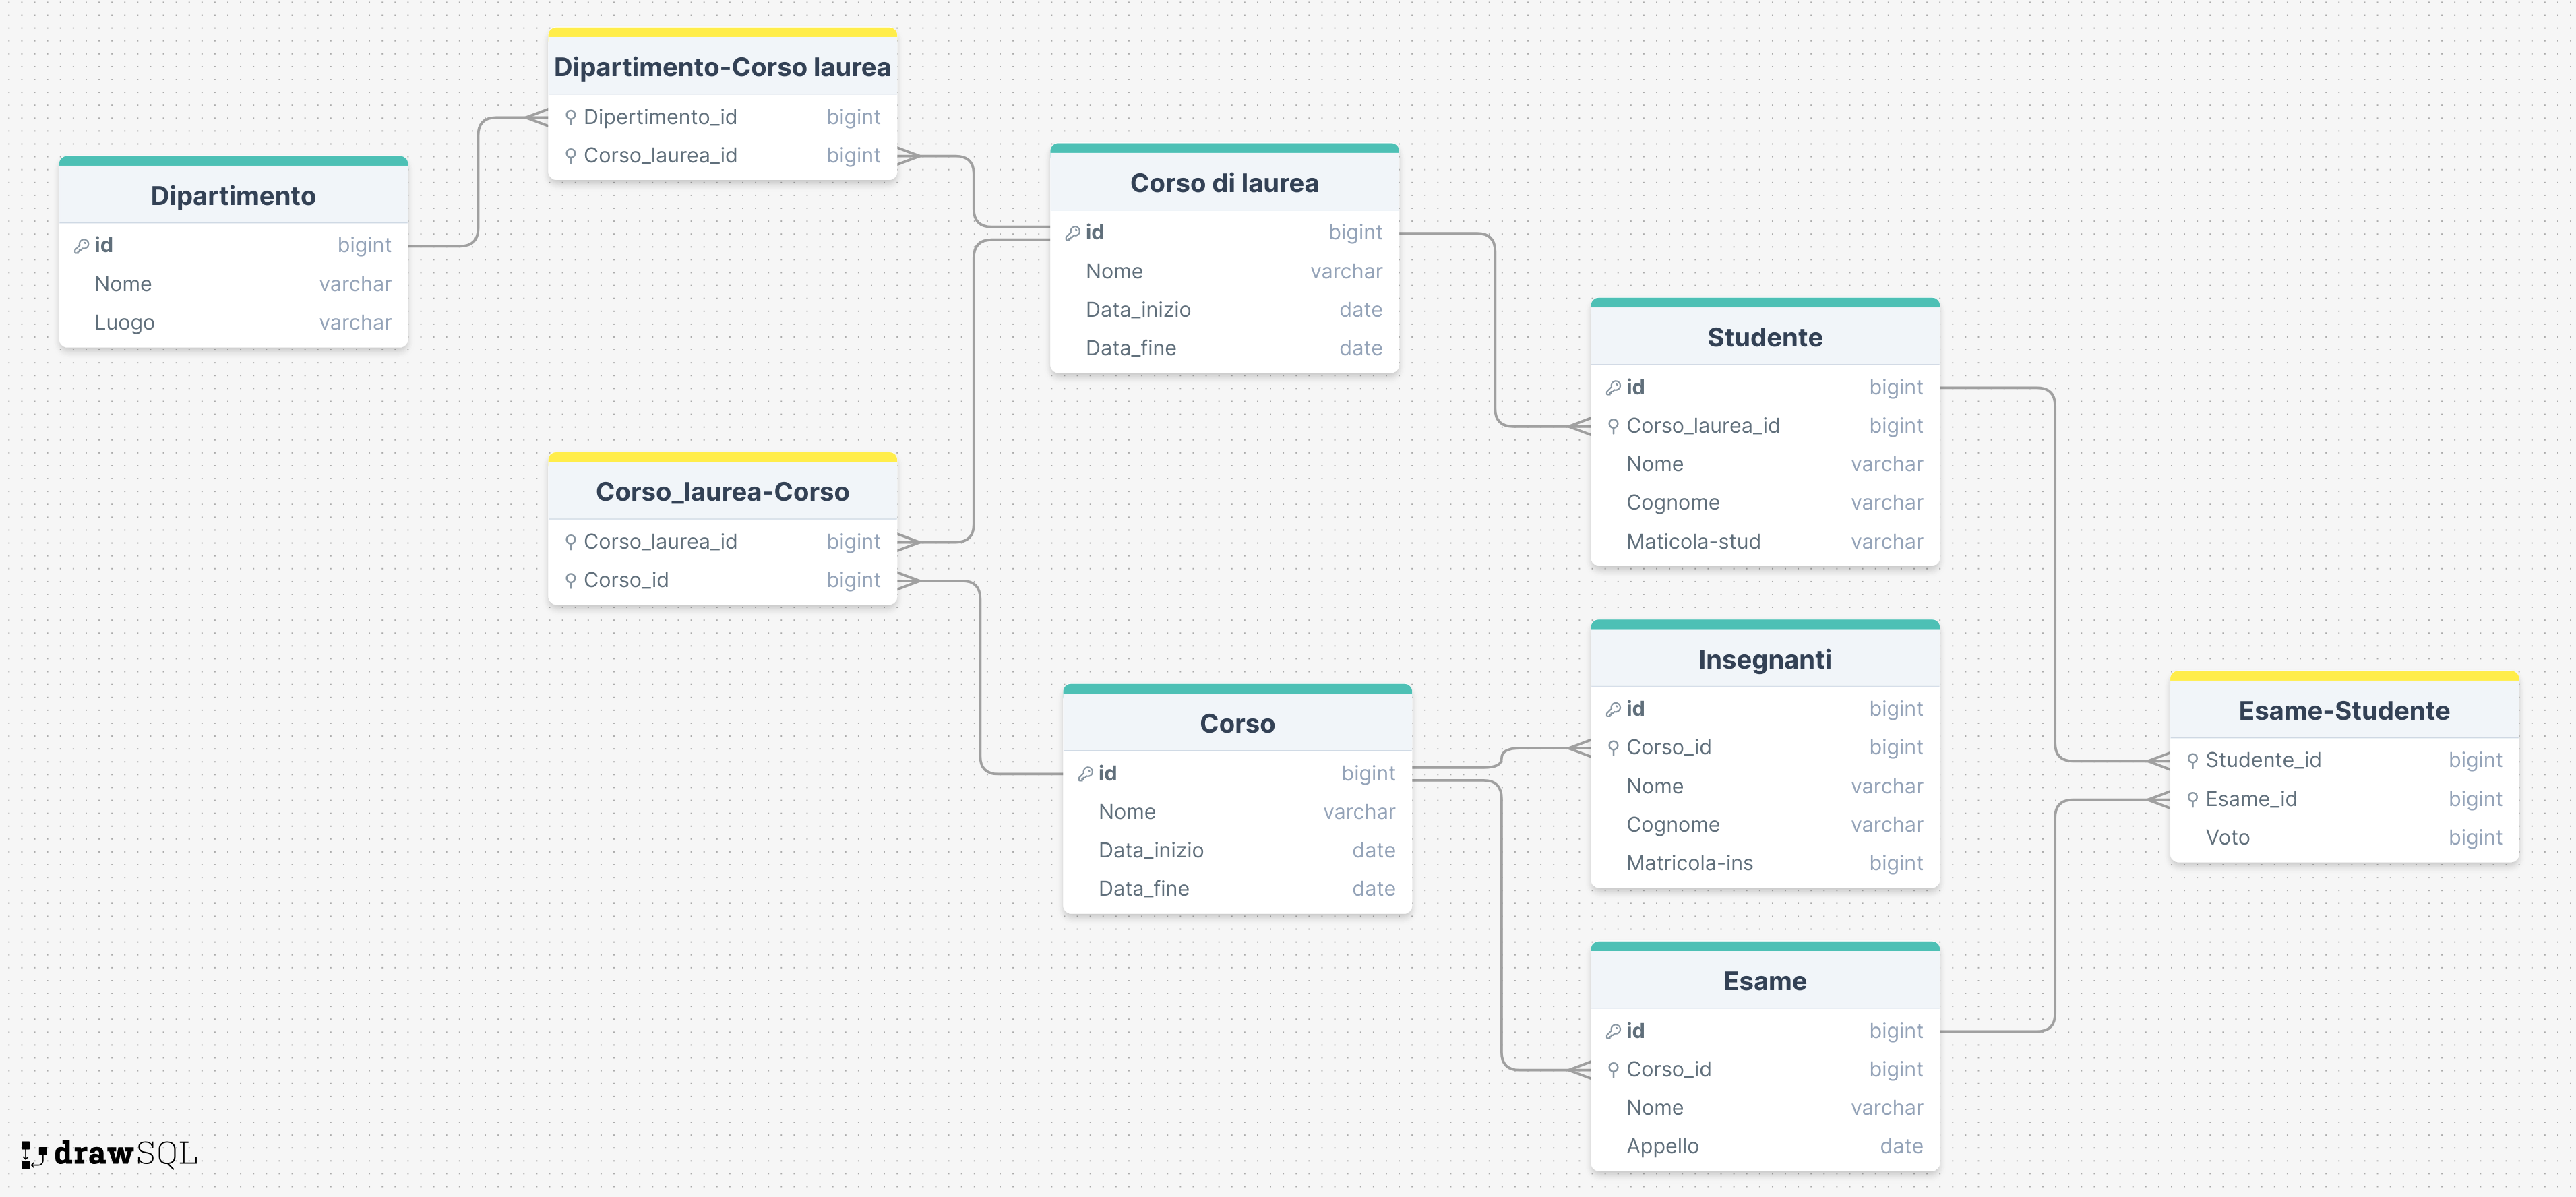 Dipartimento-Corso laurea
Dipertimento_id bigint
Corso_laurea_id bigint
Dipartimento
id bigint
Nome varchar
Luogo varchar
Corso di laurea
id bigint
Nome varchar
Data_inizio date
Data_fine date
Studente
id bigint
Corso_laurea_id bigint
Nome varchar
Cognome varchar
Maticola-stud varchar
Corso_laurea-Corso
Corso_laurea_id bigint
Corso_id bigint
Corso
id bigint
Nome varchar
Data_inizio date
Data_fine date
Insegnanti
id bigint
Corso_id bigint
Nome varchar
Cognome varchar
Matricola-ins bigint
Esame-Studente
Studente_id bigint
Esame_id bigint
Voto bigint
Esame
id bigint
Corso_id bigint
Nome varchar
Appello date
drawSQL